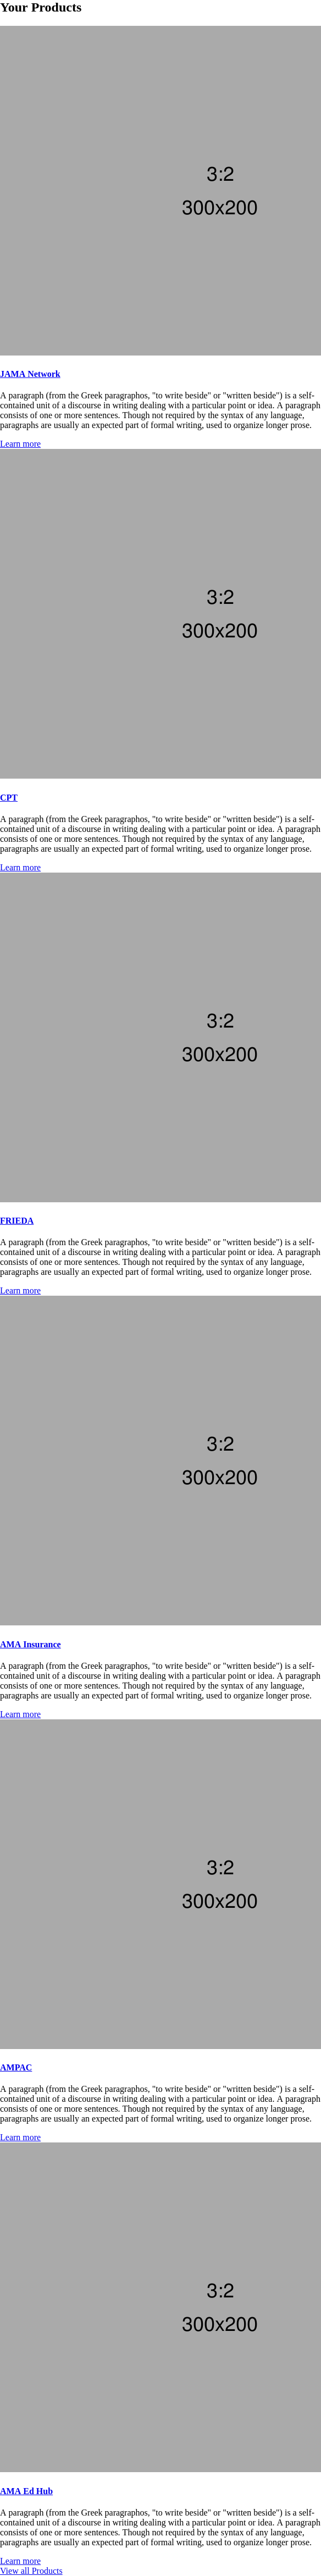 Your Products
3:2
300x200
JAMA Network
A paragraph (from the Greek paragraphos, "to write beside" or "written beside") is a self-
contained unit of a discourse in writing dealing with a particular point or idea. A paragraph
consists of one or more sentences. Though not required by the syntax of any language,
paragraphs are usually an expected part of formal writing, used to organize longer prose.
Learn more
3:2
300x200
CPT
A paragraph (from the Greek paragraphos, "to write beside" or "written beside") is a self-
contained unit of a discourse in writing dealing with a particular point or idea. A paragraph
consists of one or more sentences. Though not required by the syntax of any language,
paragraphs are usually an expected part of formal writing, used to organize longer prose.
Learn more
3:2
300x200
FRIEDA
A paragraph (from the Greek paragraphos, "to write beside" or "written beside") is a self-
contained unit of a discourse in writing dealing with a particular point or idea. A paragraph
consists of one or more sentences. Though not required by the syntax of any language,
paragraphs are usually an expected part of formal writing, used to organize longer prose.
Learn more
3:2
300x200
AMA Insurance
A paragraph (from the Greek paragraphos, "to write beside" or "written beside") is a self-
contained unit of a discourse in writing dealing with a particular point or idea. A paragraph
consists of one or more sentences. Though not required by the syntax of any language,
paragraphs are usually an expected part of formal writing, used to organize longer prose.
Learn more
3:2
300x200
AMPAC
A paragraph (from the Greek paragraphos, "to write beside" or "written beside") is a self-
contained unit of a discourse in writing dealing with a particular point or idea. A paragraph
consists of one or more sentences. Though not required by the syntax of any language,
paragraphs are usually an expected part of formal writing, used to organize longer prose.
Learn more
3:2
300x200
AMA Ed Hub
A paragraph (from the Greek paragraphos, "to write beside" or "written beside") is a self-
contained unit of a discourse in writing dealing with a particular point or idea. A paragraph
consists of one or more sentences. Though not required by the syntax of any language,
paragraphs are usually an expected part of formal writing, used to organize longer prose.
Learn more
View all Products